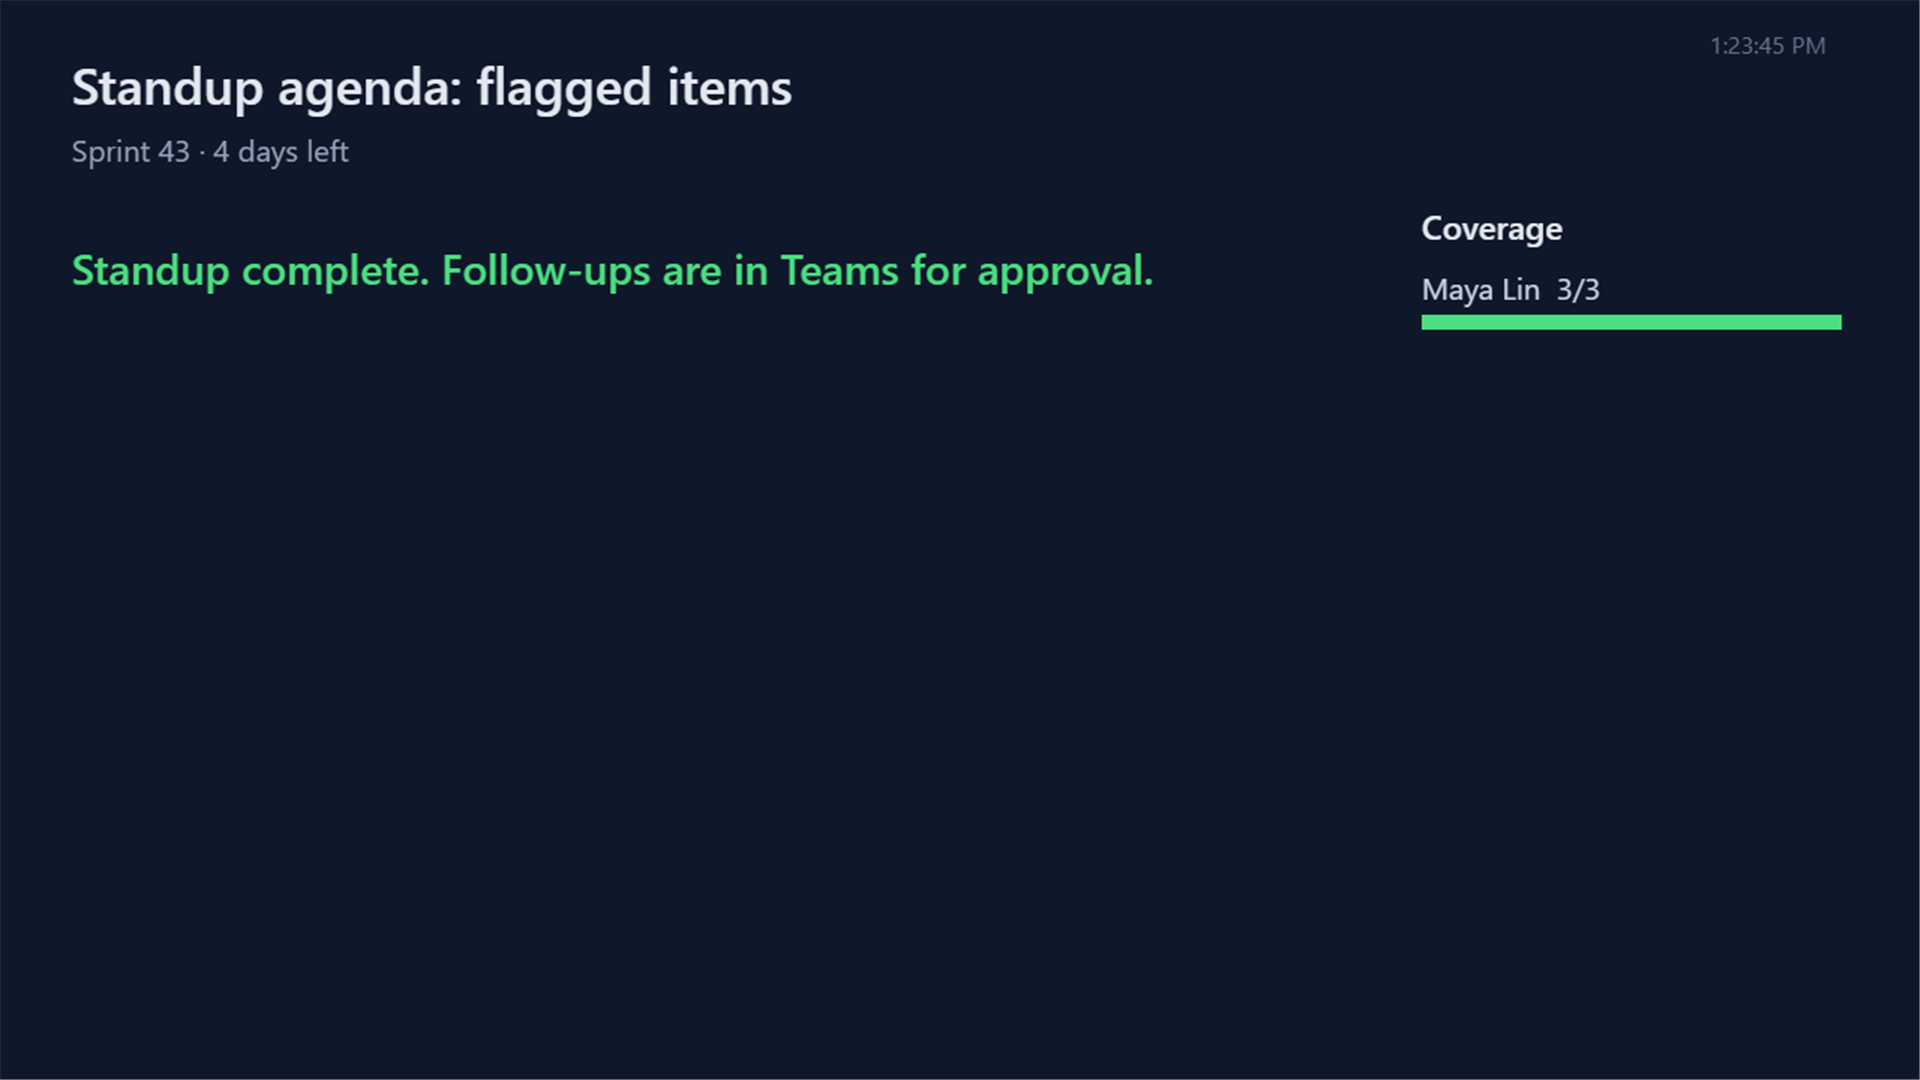 1:23:45 PM
Standup agenda: flagged items
Sprint 43 · 4 days left
Standup complete. Follow-ups are in Teams for approval.
Coverage
Maya Lin 3/3